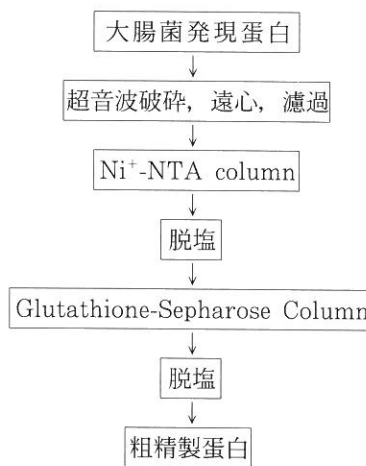 大腸菌発現蛋白
超音波破砕，遠心，濾過
Ni⁺-NTA column
脱塩
Glutathione-Sepharose Column
脱塩
粗精製蛋白